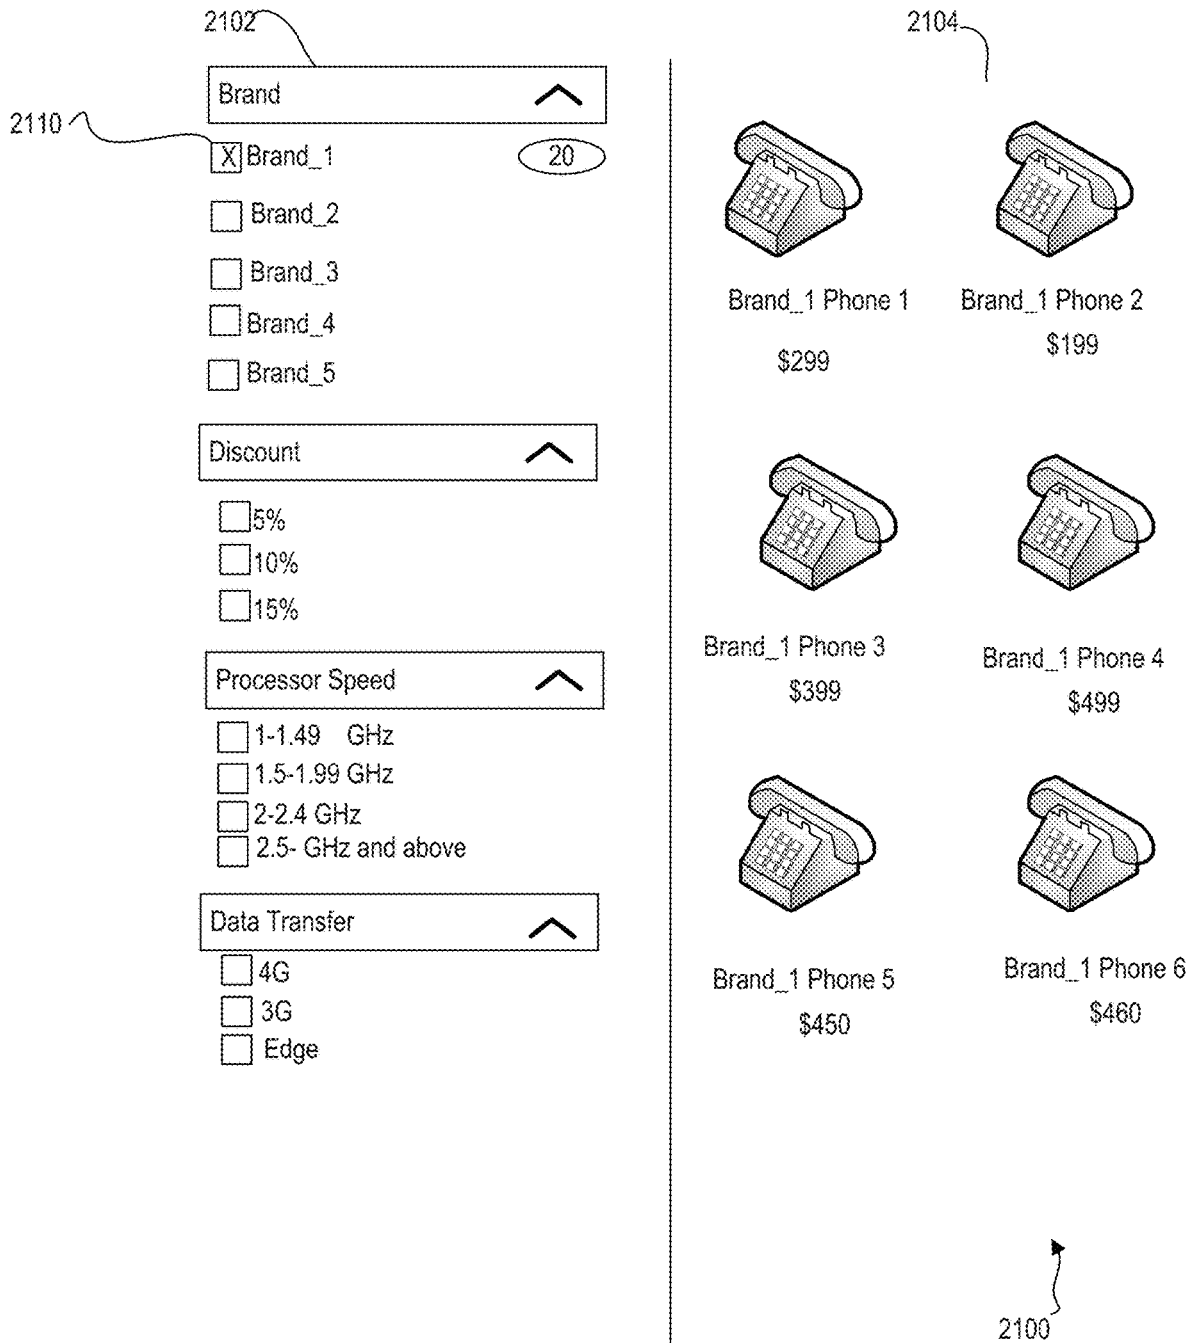 2102
2104
Brand
2110
X Brand_1
20
Brand_2
Brand_3
Brand_4
Brand_5
Discount
5%
10%
15%
Processor Speed
1-1.49 GHz
1.5-1.99 GHz
2-2.4 GHz
2.5- GHz and above
Data Transfer
4G
3G
Edge
Brand_1 Phone 1
$299
Brand_1 Phone 2
$199
Brand_1 Phone 3
$399
Brand_1 Phone 4
$499
Brand_1 Phone 5
$450
Brand_1 Phone 6
$460
2100